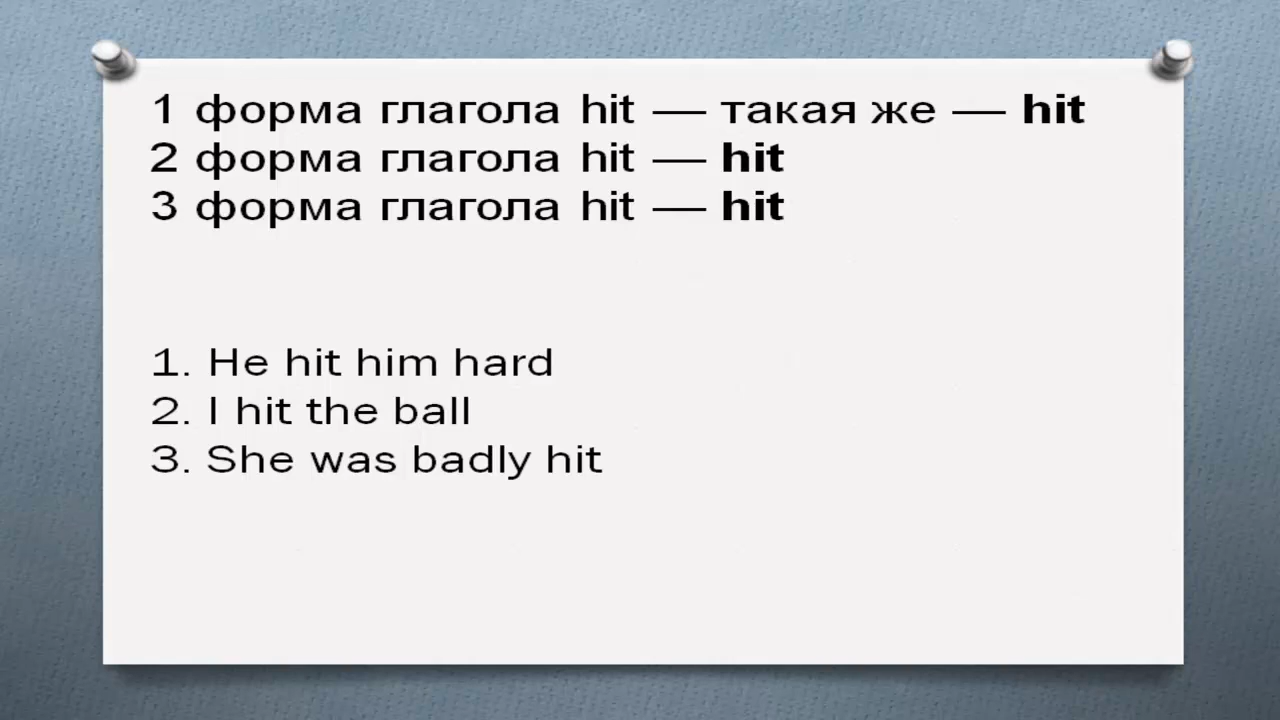 1 форма глагола hit — такая же — hit
2 форма глагола hit — hit
3 форма глагола hit — hit
1. He hit him hard
2. I hit the ball
3. She was badly hit